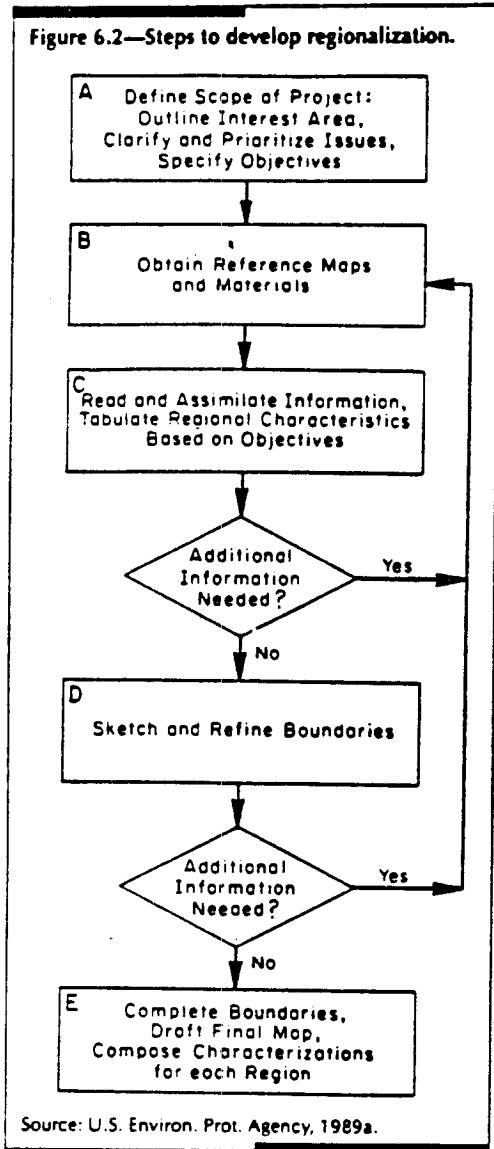 Figure 6.2—Steps to develop regionalization.
A
Define Scope of Project:
Outline Interest Area,
Clarify and Prioritize Issues,
Specify Objectives
B
Obtain Reference Maps
and Materials
C
Read and Assimilate Information,
Tabulate Regional Characteristics
Based on Objectives
Additional
Information
Needed?
Yes
No
D
Sketch and Refine Boundaries
Additional
Information
Needed?
Yes
No
E
Complete Boundaries,
Draft Final Map,
Compose Characterizations
for each Region
Source: U.S. Environ. Prot. Agency, 1989a.